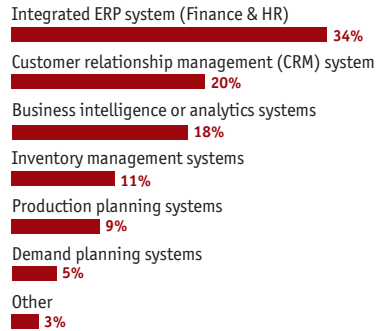 Integrated ERP system (Finance & HR)
34%
Customer relationship management (CRM) system
20%
Business intelligence or analytics systems
18%
Inventory management systems
11%
Production planning systems
9%
Demand planning systems
5%
Other
3%